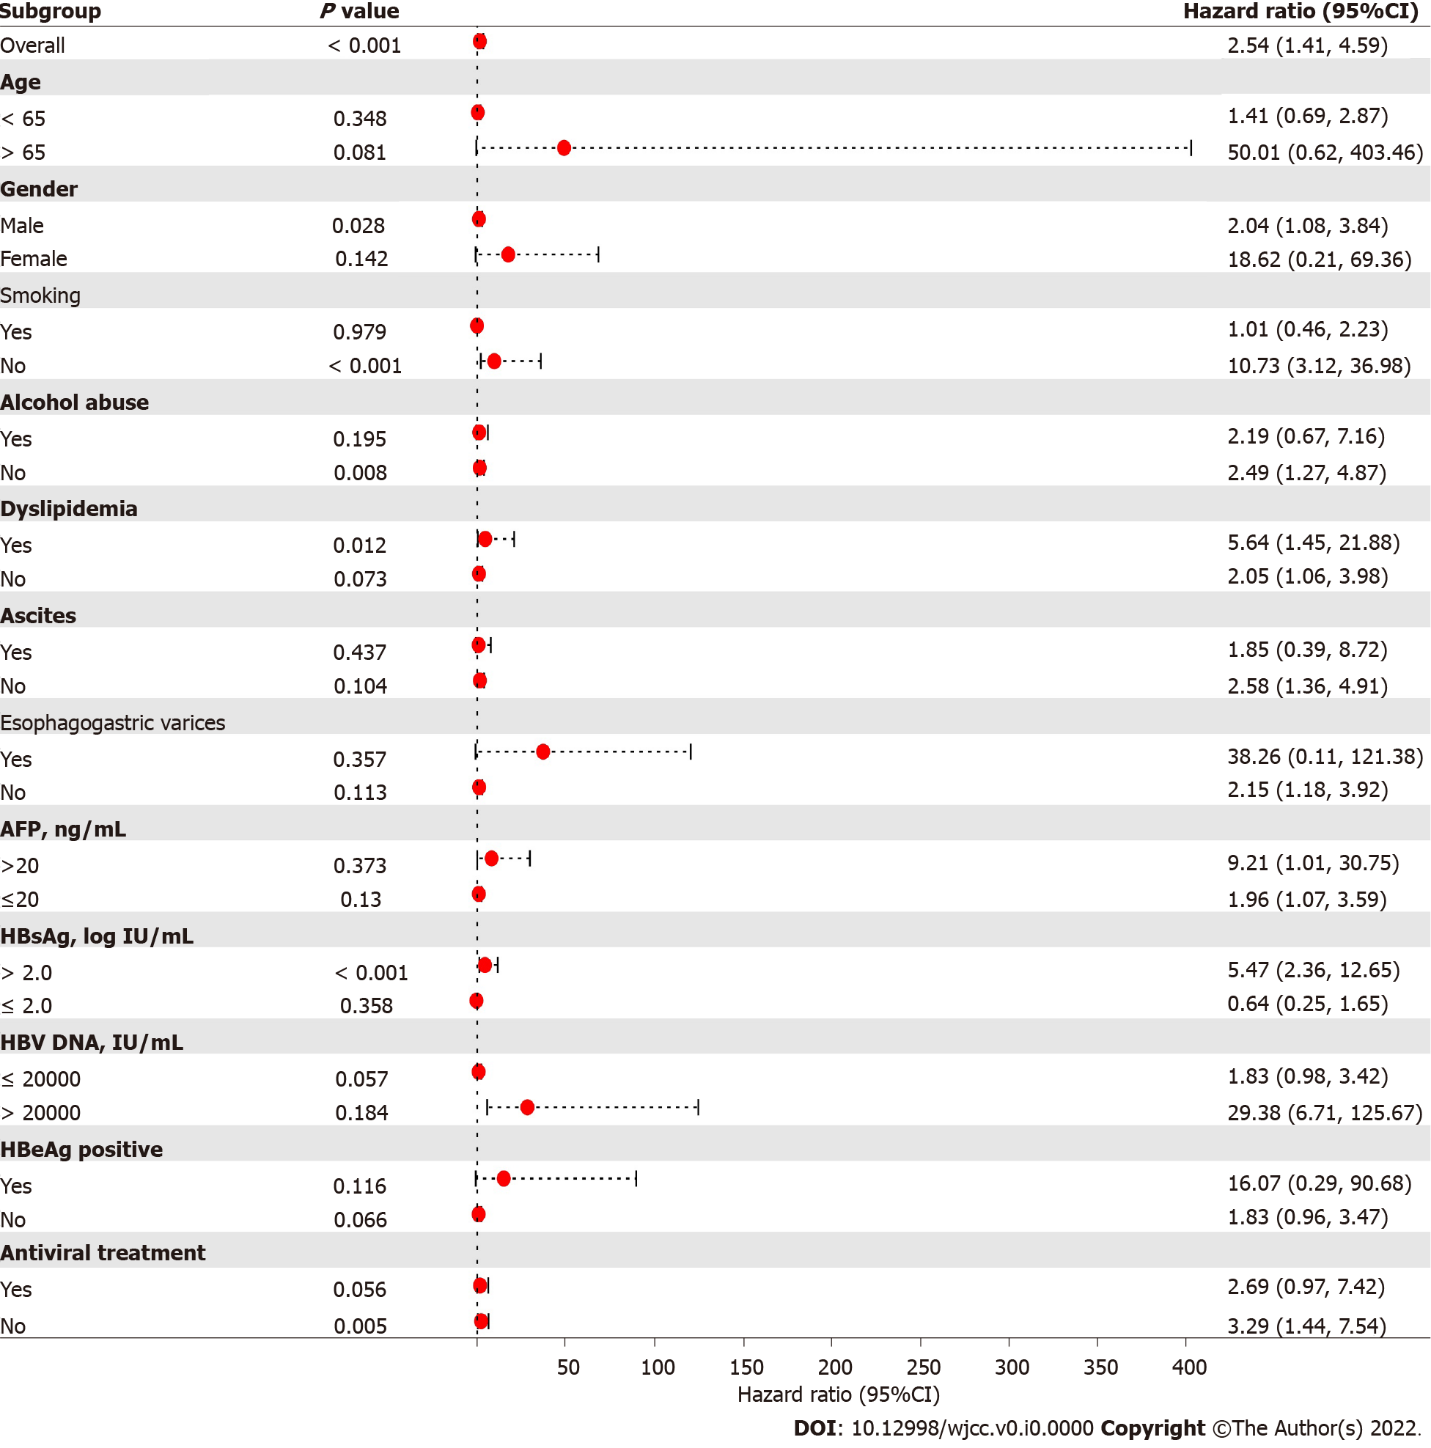 Subgroup P value Hazard ratio (95%CI)
Overall < 0.001 2.54 (1.41, 4.59)
Age
< 65 0.348 1.41 (0.69, 2.87)
> 65 0.081 50.01 (0.62, 403.46)
Gender
Male 0.028 2.04 (1.08, 3.84)
Female 0.142 18.62 (0.21, 69.36)
Smoking
Yes 0.979 1.01 (0.46, 2.23)
No < 0.001 10.73 (3.12, 36.98)
Alcohol abuse
Yes 0.195 2.19 (0.67, 7.16)
No 0.008 2.49 (1.27, 4.87)
Dyslipidemia
Yes 0.012 5.64 (1.45, 21.88)
No 0.073 2.05 (1.06, 3.98)
Ascites
Yes 0.437 1.85 (0.39, 8.72)
No 0.104 2.58 (1.36, 4.91)
Esophagogastric varices
Yes 0.357 38.26 (0.11, 121.38)
No 0.113 2.15 (1.18, 3.92)
AFP, ng/mL
>20 0.373 9.21 (1.01, 30.75)
≤20 0.13 1.96 (1.07, 3.59)
HBsAg, log IU/mL
> 2.0 < 0.001 5.47 (2.36, 12.65)
≤ 2.0 0.358 0.64 (0.25, 1.65)
HBV DNA, IU/mL
≤ 20000 0.057 1.83 (0.98, 3.42)
> 20000 0.184 29.38 (6.71, 125.67)
HBeAg positive
Yes 0.116 16.07 (0.29, 90.68)
No 0.066 1.83 (0.96, 3.47)
Antiviral treatment
Yes 0.056 2.69 (0.97, 7.42)
No 0.005 3.29 (1.44, 7.54)
50 100 150 200 250 300 350 400
Hazard ratio (95%CI)
DOI: 10.12998/wjcc.v0.i0.0000 Copyright ©The Author(s) 2022.